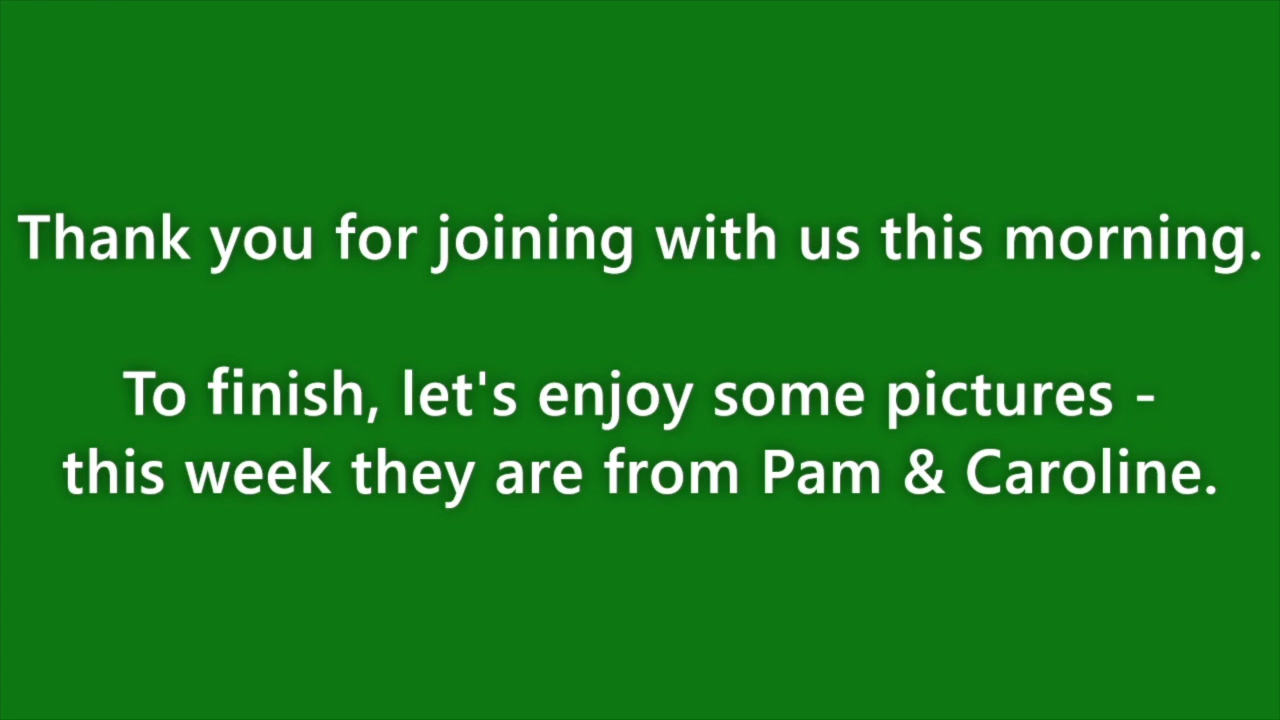 Thank you for joining with us this morning.
To finish, let's enjoy some pictures -
this week they are from Pam & Caroline.